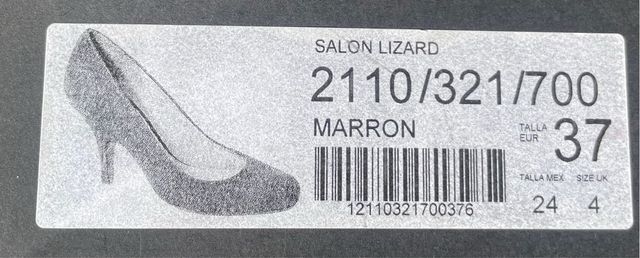 SALON LIZARD
2110/321/700
MARRON
TALLA EUR 37
12110321700376
TALLA MEX SIZE UK
24 4